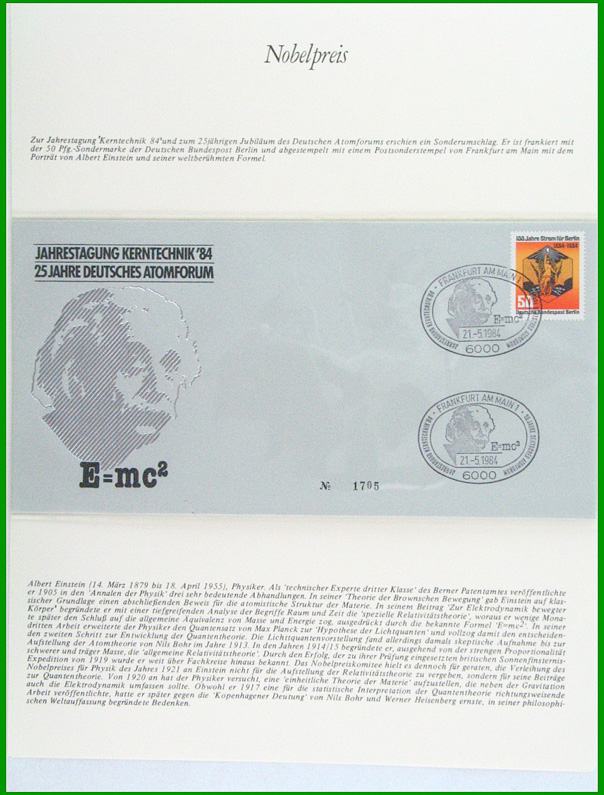 Nobelpreis
Zur Jahrestagung "Kerntechnik 84" und zum 25jährigen Jubiläum des Deutschen Atomforums erschien ein Sonderumschlag. Er ist frankiert mit
der 50 Pfg.-Sondermarke der Deutschen Bundespost Berlin und abgestempelt mit einem Postsonderstempel von Frankfurt am Main mit dem
Porträt von Albert Einstein und seiner weltberühmten Formel.
JAHRESTAGUNG KERNTECHNIK '84
25 JAHRE DEUTSCHES ATOMFORUM
E=mc²
100 Jahre Strom für Berlin
1884-1984
50
Deutsche Bundespost Berlin
FRANKFURT AM MAIN 1
E=mc²
21.-5.1984
6000
JAHRESTAGUNG KERNTECHNIK '84
25 JAHRE DEUTSCHES ATOMFORUM
FRANKFURT AM MAIN 1
E=mc²
21.-5.1984
6000
JAHRESTAGUNG KERNTECHNIK '84
25 JAHRE DEUTSCHES ATOMFORUM
№ 1705
Albert Einstein (14. März 1879 bis 18. April 1955), Physiker. Als 'technischer Experte dritter Klasse' des Berner Patentamtes veröffentlichte
er 1905 in den 'Annalen der Physik' drei sehr bedeutende Abhandlungen. In seiner 'Theorie der Brownschen Bewegung' gab Einstein auf klas-
sischer Grundlage einen abschließenden Beweis für die atomistische Struktur der Materie. In seinem Beitrag 'Zur Elektrodynamik bewegter
Körper' begründete er mit einer tiefgreifenden Analyse der Begriffe Raum und Zeit die 'spezielle Relativitätstheorie', woraus er wenige Mona-
te später den Schluß auf die allgemeine Äquivalenz von Masse und Energie zog, ausgedrückt durch die bekannte Formel 'E=mc²'. In seiner
dritten Arbeit erweiterte der Physiker den Quantensatz von Max Planck zur 'Hypothese der Lichtquanten' und vollzog damit den entscheiden-
den zweiten Schritt zur Entwicklung der Quantentheorie. Die Lichtquantenvorstellung fand allerdings damals skeptische Aufnahme bis zur
Aufstellung der Atomtheorie von Nils Bohr im Jahre 1913. In den Jahren 1914/15 begründete er, ausgehend von der strengen Proportionalität
schwerer und träger Masse, die 'allgemeine Relativitätstheorie'. Durch den Erfolg, der zu ihrer Prüfung eingesetzten britischen Sonnenfinsternis-
Expedition von 1919 wurde er weit über Fachkreise hinaus bekannt. Das Nobelpreiskomitee hielt es dennoch für geraten, die Verleihung des
Nobelpreises für Physik des Jahres 1921 an Einstein nicht für die Aufstellung der Relativitätstheorie zu vergeben, sondern für seine Beiträge
zur Quantentheorie. Von 1920 an hat der Physiker versucht, eine 'einheitliche Theorie der Materie' aufzustellen, die neben der Gravitation
auch die Elektrodynamik umfassen sollte. Obwohl er 1917 eine für die statistische Interpretation der Quantentheorie richtungsweisende
Arbeit veröffentlichte, hatte er später gegen die 'Kopenhagener Deutung' von Nils Bohr und Werner Heisenberg ernste, in seiner philosophi-
schen Weltauffassung begründete Bedenken.